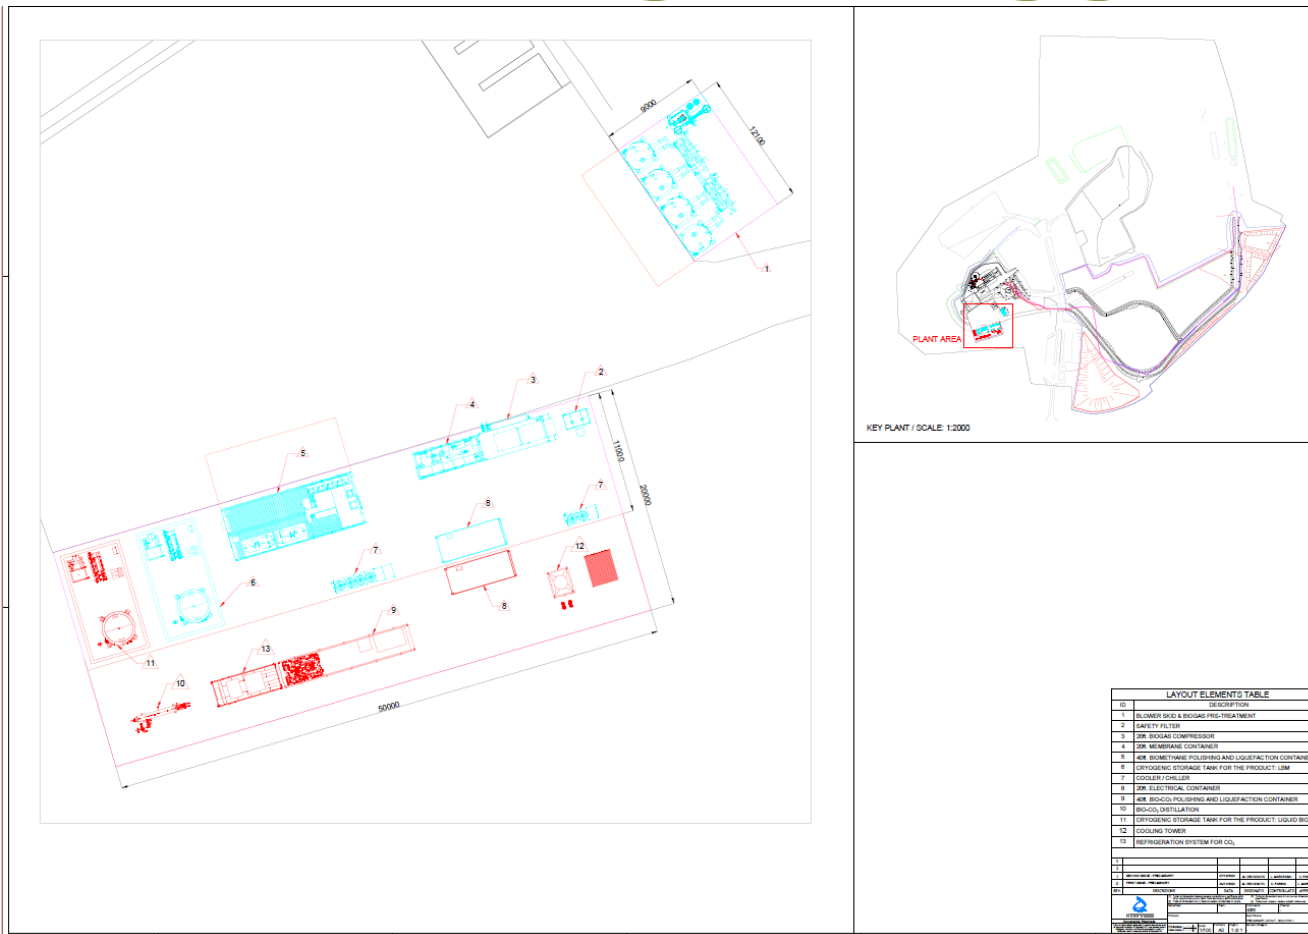 9000
12100
1
2
3
4
5
11000
20000
8
7
7
12
6
8
9
13
11
10
50000
PLANT AREA
KEY PLANT / SCALE: 1:2000
LAYOUT ELEMENTS TABLE
ID DESCRIPTION
1 BLOWER SKID & BIOGAS PRE-TREATMENT
2 SAFETY FILTER
3 20ft. BIOGAS COMPRESSOR
4 20ft. MEMBRANE CONTAINER
5 40ft. BIOMETHANE POLISHING AND LIQUEFACTION CONTAINE
6 CRYOGENIC STORAGE TANK FOR THE PRODUCT: LBM
7 COOLER / CHILLER
8 20ft. ELECTRICAL CONTAINER
9 40ft. BIO-CO₂ POLISHING AND LIQUEFACTION CONTAINER
10 BIO-CO₂ DISTILLATION
11 CRYOGENIC STORAGE TANK FOR THE PRODUCT: LIQUID BIO
12 COOLING TOWER
13 REFRIGERATION SYSTEM FOR CO₂